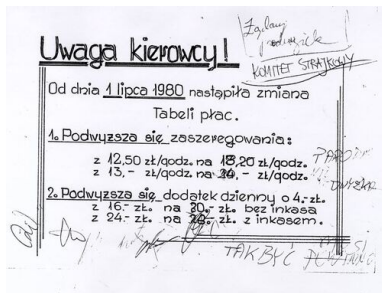 Uwaga kierowcy!
KOMITET STRAJKOWY
Od dnia 1 lipca 1980 nastąpiła zmiana
Tabeli płac.
1. Podwyższa się zaszeregowania:
z 12,50 zł/godz. na 18,20 zł/godz.
z 13,- zł/godz. na 20,- zł/godz.
2. Podwyższa się dodatek dzienny o 4.- zł.
z 16.- zł. na 20.- zł. bez inkasa
z 24.- zł. na 28.- zł. z inkasem.
TAK BYĆ